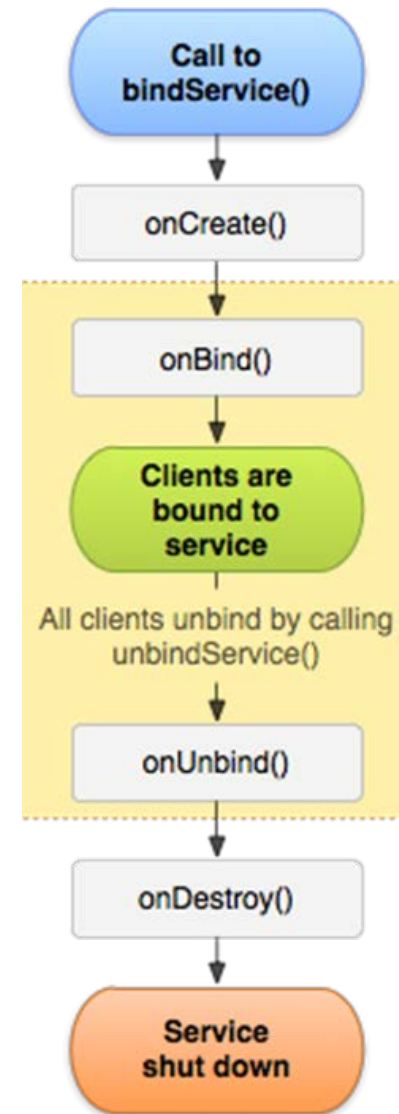 Call to
bindService()
onCreate()
onBind()
Clients are
bound to
service
All clients unbind by calling
unbindService()
onUnbind()
onDestroy()
Service
shut down